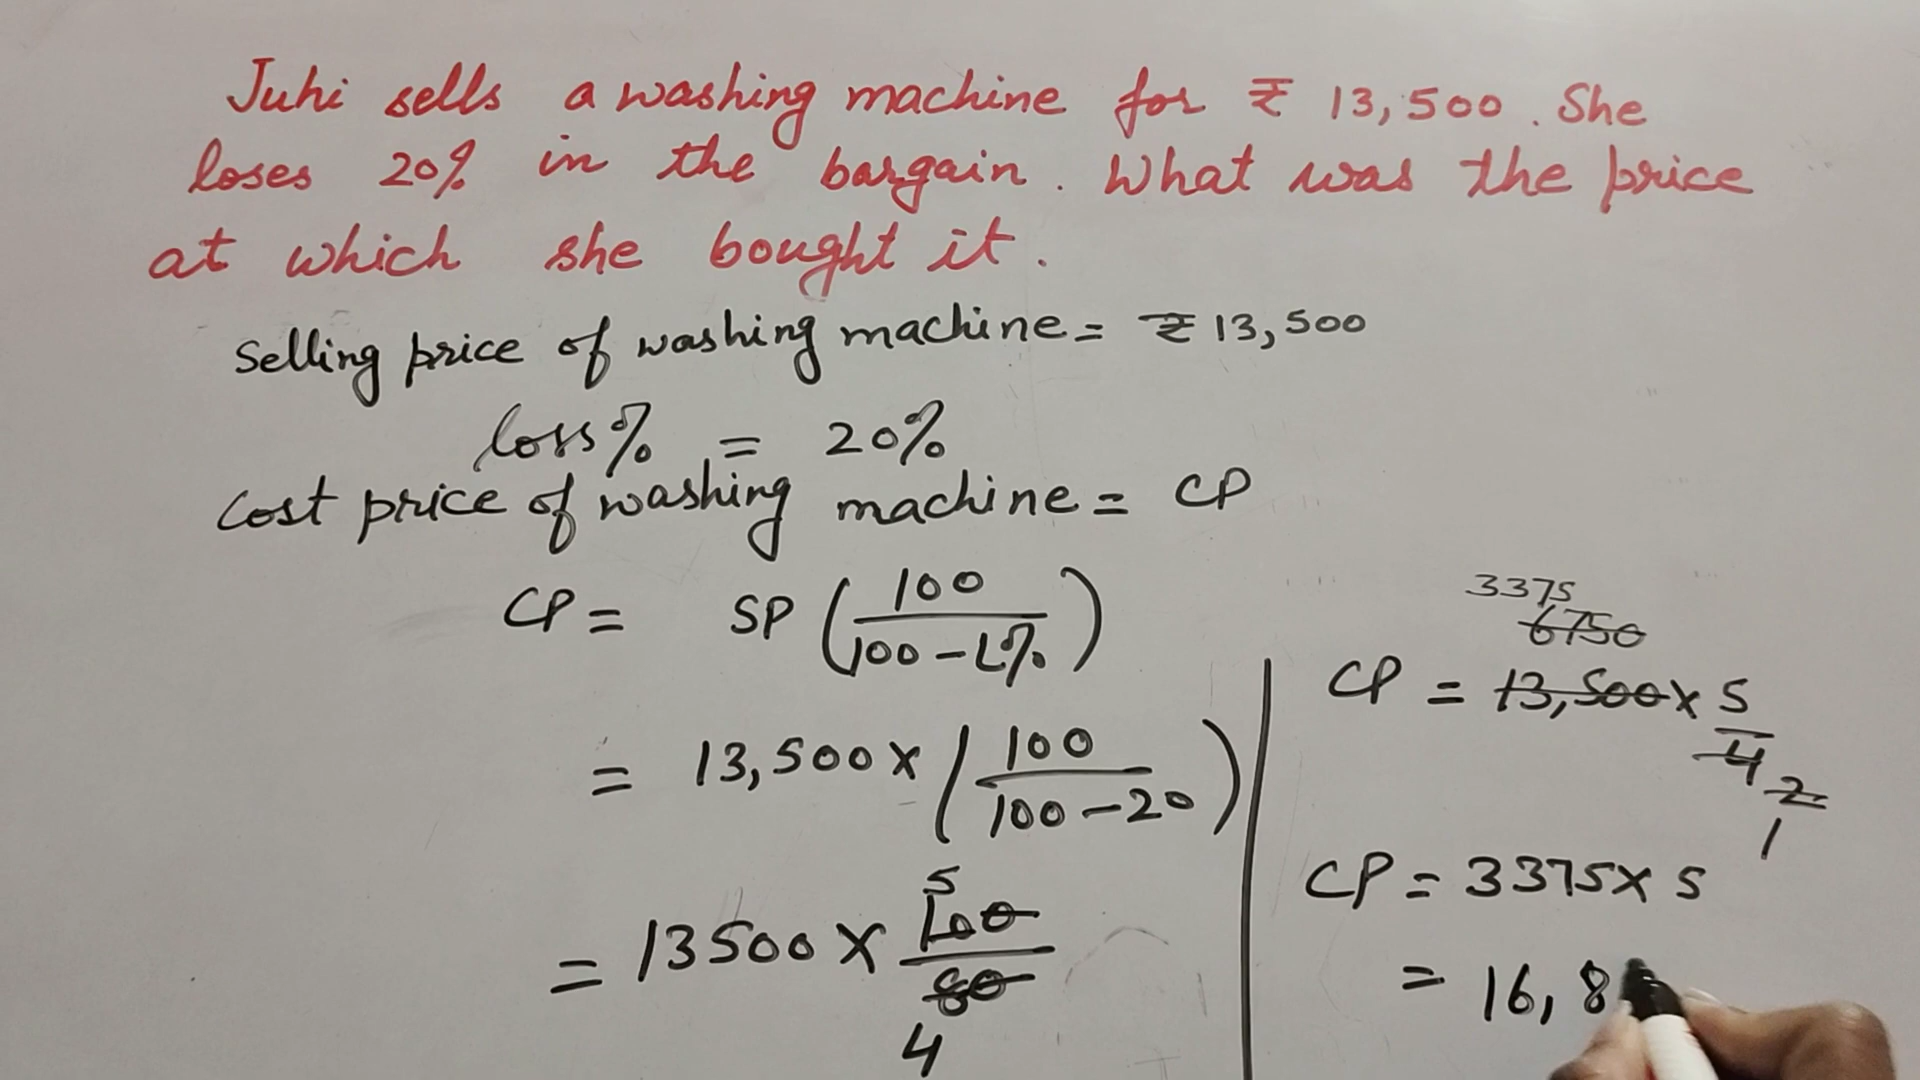 Juhi sells a washing machine for ₹ 13,500. She
loses 20% in the bargain. What was the price
at which she bought it.
Selling price of washing machine = ₹ 13,500
loss% = 20%
Cost price of washing machine = CP
CP = SP (100/100-L%)
= 13,500 × (100/100-20)
5
= 13500 × 100/80
4
3375
6750
CP = 13,500 × 5/4
2
1
CP = 3375 × 5
= 16,8